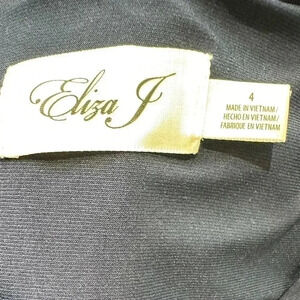 Eliza J
4
MADE IN VIETNAM/
HECHO EN VIETNAM/
FABRIQUE EN VIETNAM